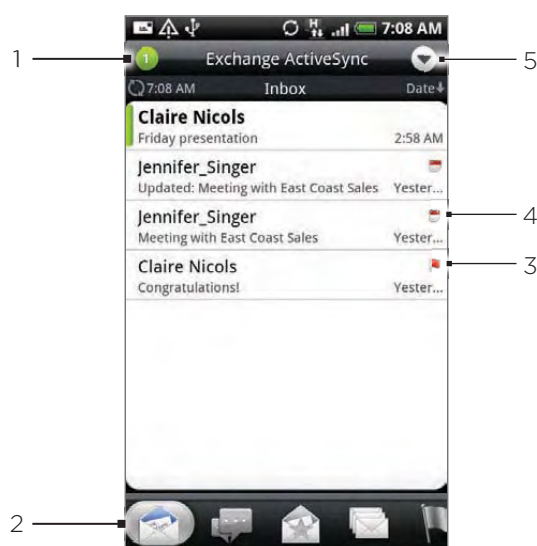 H
7:08 AM
1
1
Exchange ActiveSync
5
7:08 AM
Inbox
Date
Claire Nicols
Friday presentation
2:58 AM
Jennifer_Singer
Updated: Meeting with East Coast Sales
Yester...
Jennifer_Singer
4
Meeting with East Coast Sales
Yester...
Claire Nicols
3
Congratulations!
Yester...
2